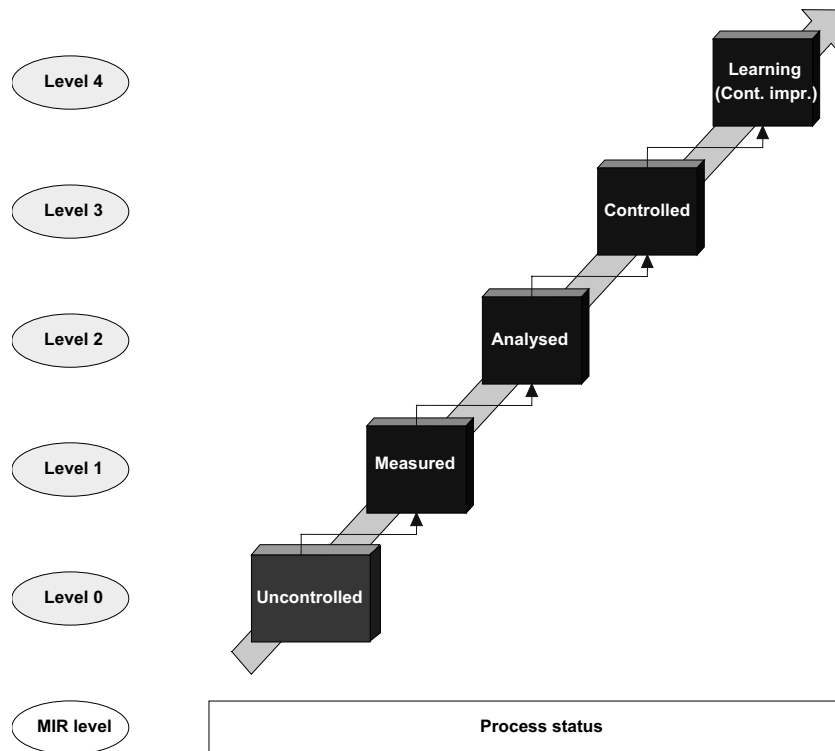 Level 4
Learning
(Cont. impr.)
Level 3
Controlled
Level 2
Analysed
Level 1
Measured
Level 0
Uncontrolled
MIR level
Process status